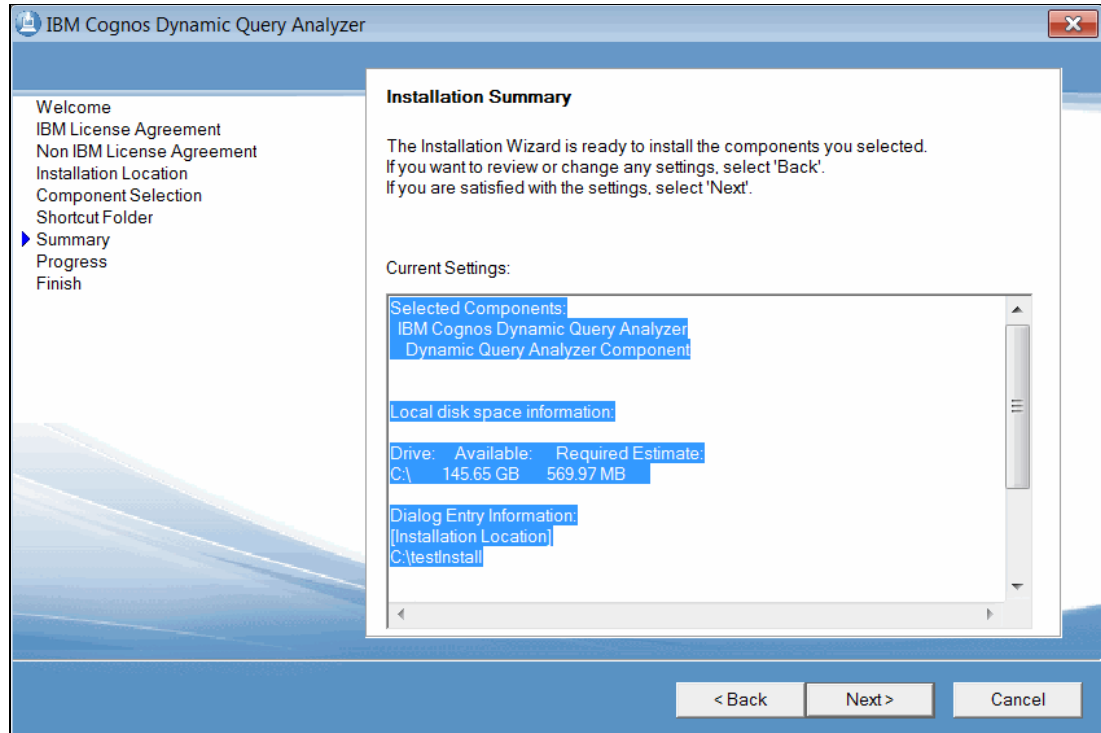 IBM Cognos Dynamic Query Analyzer
Welcome
IBM License Agreement
Non IBM License Agreement
Installation Location
Component Selection
Shortcut Folder
Summary
Progress
Finish
Installation Summary
The Installation Wizard is ready to install the components you selected.
If you want to review or change any settings, select 'Back'.
If you are satisfied with the settings, select 'Next'.
Current Settings:
Selected Components:
IBM Cognos Dynamic Query Analyzer
Dynamic Query Analyzer Component
Local disk space information:
Drive: Available: Required Estimate:
C:\ 145.65 GB 569.97 MB
Dialog Entry Information:
[Installation Location]
C:\testInstall
< Back Next > Cancel